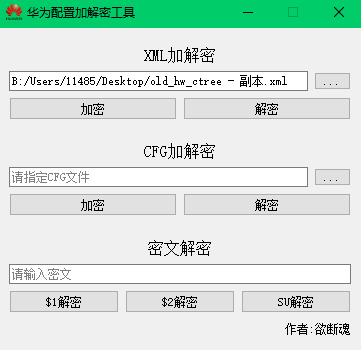 华为配置加解密工具
XML加解密
B:/Users/11485/Desktop/old_hw_ctree - 副本.xml ...
加密 解密
CFG加解密
请指定CFG文件 ...
加密 解密
密文解密
请输入密文
$1解密 $2解密 SU解密
作者:欲断魂